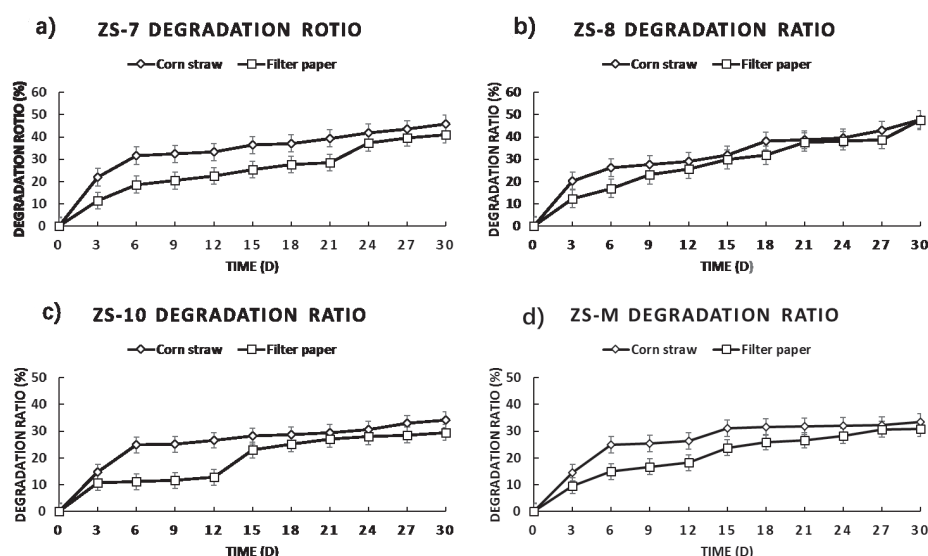 a) ZS-7 DEGRADATION ROTIO
Corn straw Filter paper
DEGRADATION ROTIO (%)
60
50
40
30
20
10
0
0 3 6 9 12 15 18 21 24 27 30
TIME (D)
b) ZS-8 DEGRADATION RATIO
Corn straw Filter paper
DEGRADATION RATIO (%)
60
50
40
30
20
10
0
0 3 6 9 12 15 18 21 24 27 30
TIME (D)
c) ZS-10 DEGRADATION RATIO
Corn straw Filter paper
DEGRADATION RATIO (%)
50
40
30
20
10
0
0 3 6 9 12 15 18 21 24 27 30
TIME (D)
d) ZS-M DEGRADATION RATIO
Corn straw Filter paper
DEGRADATION RATIO (%)
50
40
30
20
10
0
0 3 6 9 12 15 18 21 24 27 30
TIME (D)